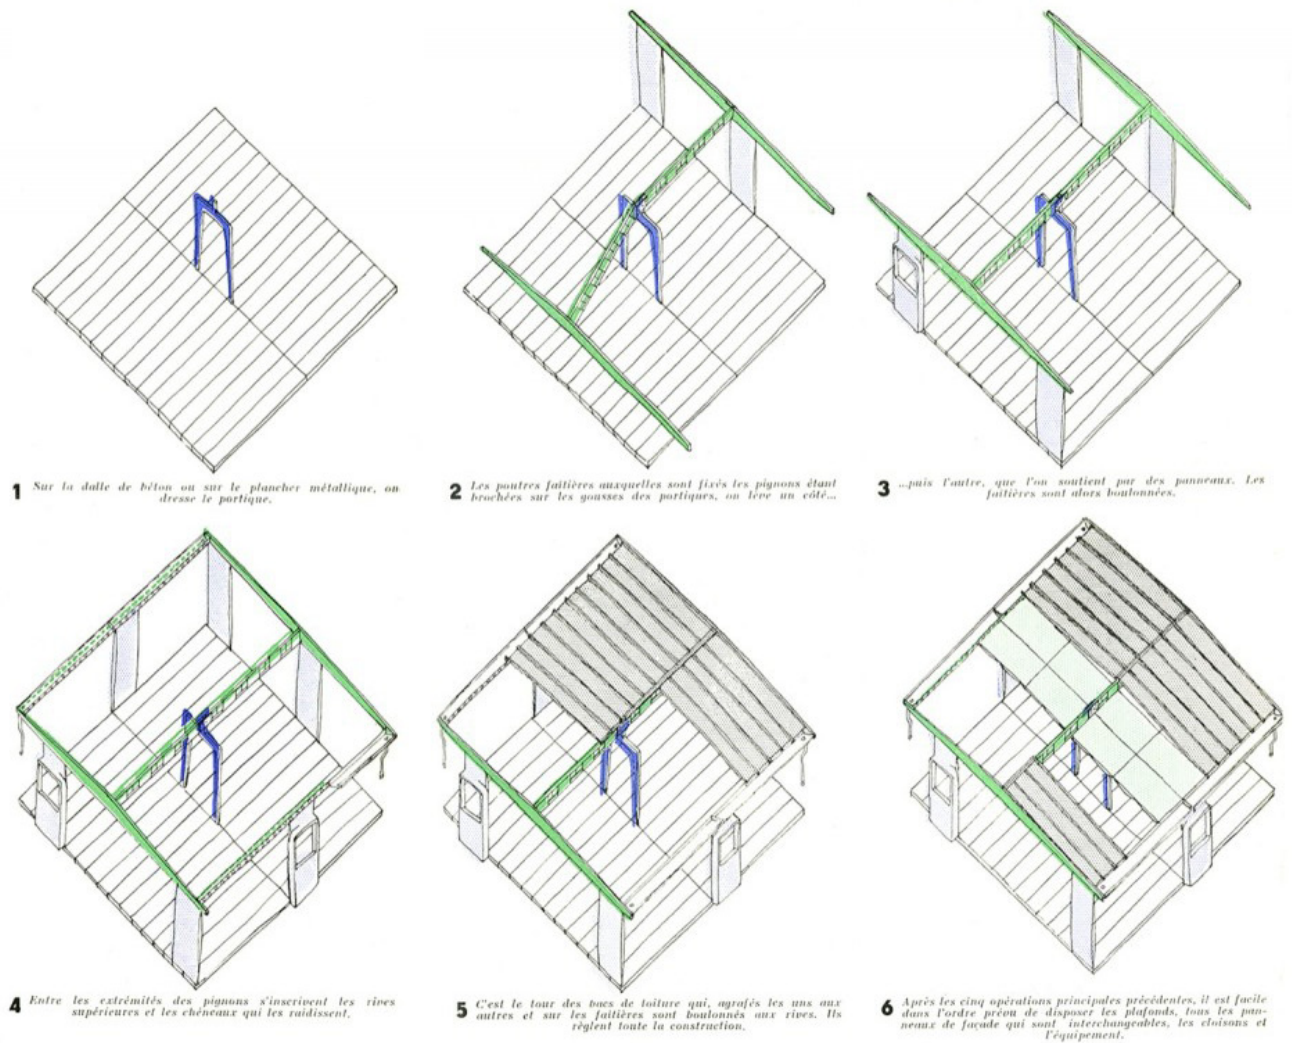 1 Sur la dalle de béton ou sur le plancher métallique, on
dresse le portique.
2 Les poutres faîtières auxquelles sont fixés les pignons étant
brochées sur les gousses des portiques, on lève un côté...
3 ...puis l'autre, que l'on soutient par des panneaux. Les
faîtières sont alors boulonnées.
4 Entre les extrémités des pignons s'inscrivent les rives
supérieures et les chéneaux qui les raidissent.
5 C'est le tour des bacs de toiture qui, agrafés les uns aux
autres et sur les faîtières sont boulonnés aux rives. Ils
règlent toute la construction.
6 Après les cinq opérations principales précédentes, il est facile
dans l'ordre prévu de disposer les plafonds, tous les pan-
neaux de façade qui sont interchangeables, les cloisons et
l'équipement.